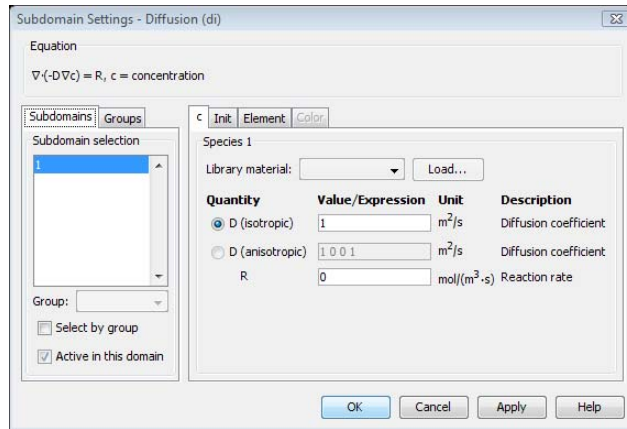 Subdomain Settings - Diffusion (di)
Equation
∇·(-D∇c) = R, c = concentration
Subdomains Groups
Subdomain selection
1
Group:
Select by group
Active in this domain
c Init Element Color
Species 1
Library material: Load...
Quantity Value/Expression Unit Description
D (isotropic) 1 m²/s Diffusion coefficient
D (anisotropic) 1 0 0 1 m²/s Diffusion coefficient
R 0 mol/(m³·s) Reaction rate
OK Cancel Apply Help